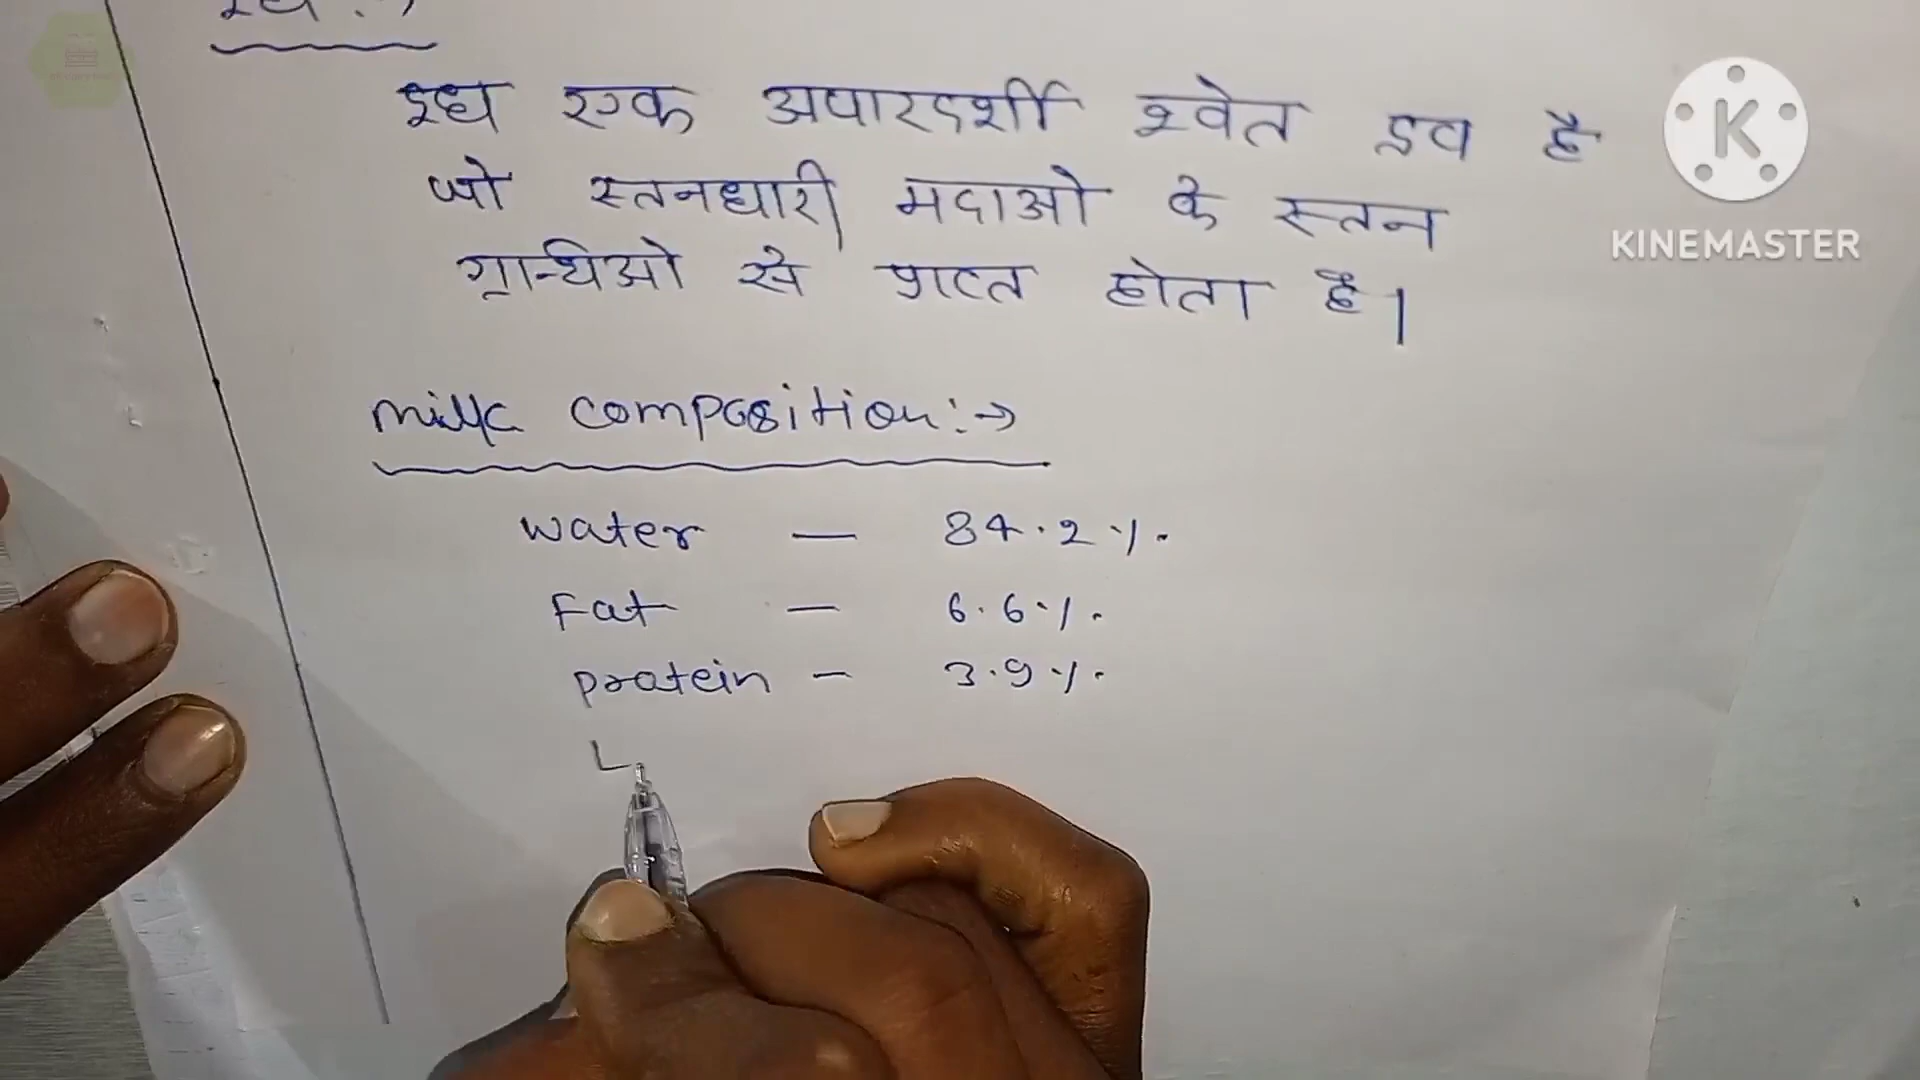 दूध एक अपारदर्शी श्वेत द्रव है
जो स्तनधारी मदाओ के स्तन
ग्रन्थिओ से प्राप्त होता है।
milk composition:→
water — 84.2%
Fat — 6.6%
protein — 3.9%
L
KINEMASTER